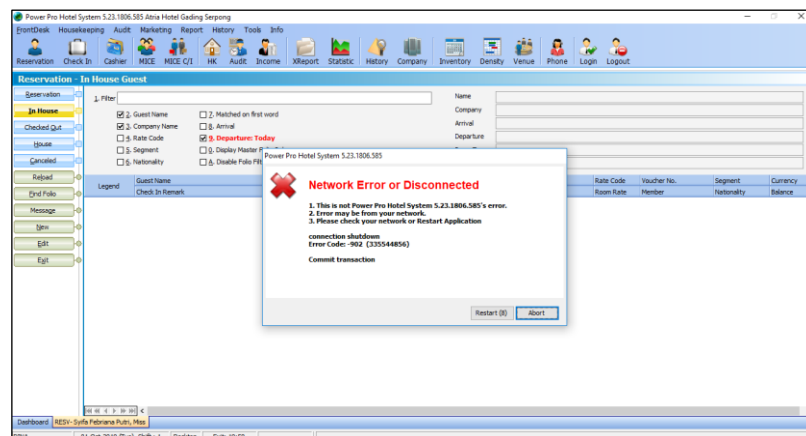 Power Pro Hotel System 5.23.1806.585 Atria Hotel Gading Serpong
FrontDesk Housekeeping Audit Marketing Report History Tools Info
Reservation Check In Cashier MICE MICE C/I HK Audit Income XReport Statistic History Company Inventory Density Venue Phone Login Logout
Reservation - In House Guest
Reservation
In House
Checked Out
House
Canceled
Reload
Find Folio
Message
New
Edit
Exit
1. Filter
2. Guest Name 7. Matched on first word
3. Company Name 8. Arrival
4. Rate Code 9. Departure: Today
5. Segment 0. Display Master
6. Nationality A. Disable Folio Filt
Name
Company
Arrival
Departure
Legend Guest Name Rate Code Voucher No. Segment Currency
Check In Remark Room Rate Member Nationality Balance
Power Pro Hotel System 5.23.1806.585
Network Error or Disconnected
1. This is not Power Pro Hotel System 5.23.1806.585's error.
2. Error may be from your network.
3. Please check your network or Restart Application
connection shutdown
Error Code: -902 (335544856)
Commit transaction
Restart (8) Abort
Dashboard RESV- Syifa Febriana Putri, Miss